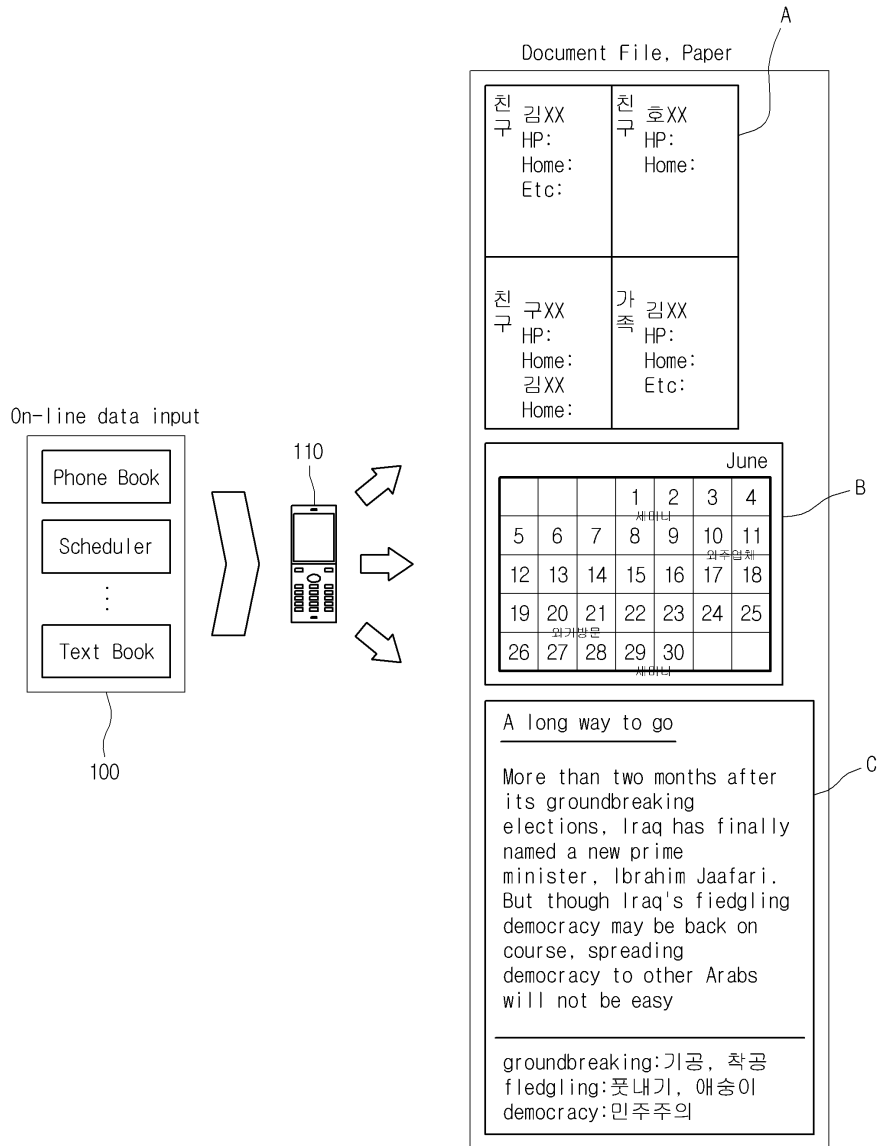 A
Document File, Paper
친구
김XX
HP:
Home:
Etc:
친구
호XX
HP:
Home:
친구
구XX
HP:
Home:
김XX
Home:
가족
김XX
HP:
Home:
Etc:
On-line data input
Phone Book
Scheduler
Text Book
100
110
June
B
1 2 3 4
세미나
5 6 7 8 9 10 11
외주업체
12 13 14 15 16 17 18
19 20 21 22 23 24 25
외기방문
26 27 28 29 30
세미나
A long way to go
C
More than two months after
its groundbreaking
elections, Iraq has finally
named a new prime
minister, Ibrahim Jaafari.
But though Iraq's fiedgling
democracy may be back on
course, spreading
democracy to other Arabs
will not be easy
groundbreaking:기공, 착공
fledgling:풋내기, 애숭이
democracy:민주주의